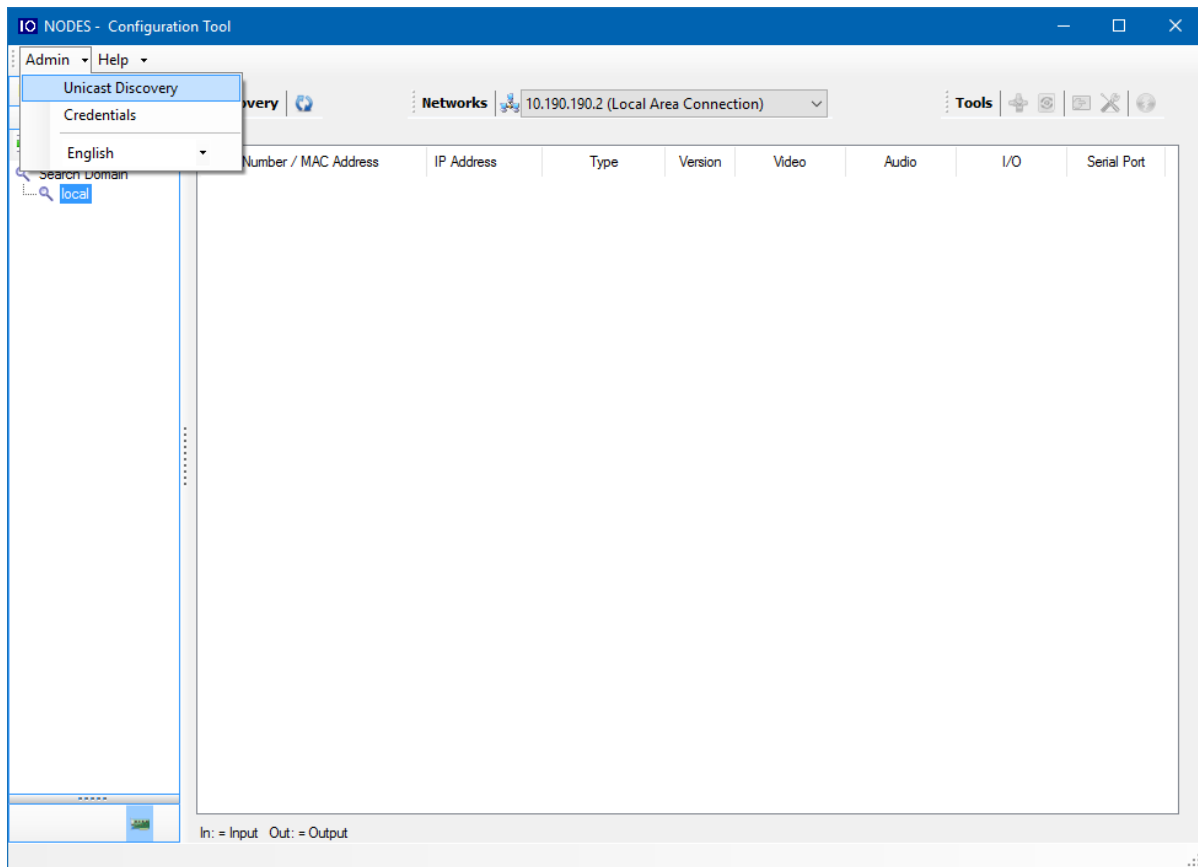 IO NODES - Configuration Tool
Admin Help
Unicast Discovery
Credentials
English
overy Networks 10.190.190.2 (Local Area Connection) Tools
Number / MAC Address IP Address Type Version Video Audio I/O Serial Port
Search Domain
local
In: = Input Out: = Output